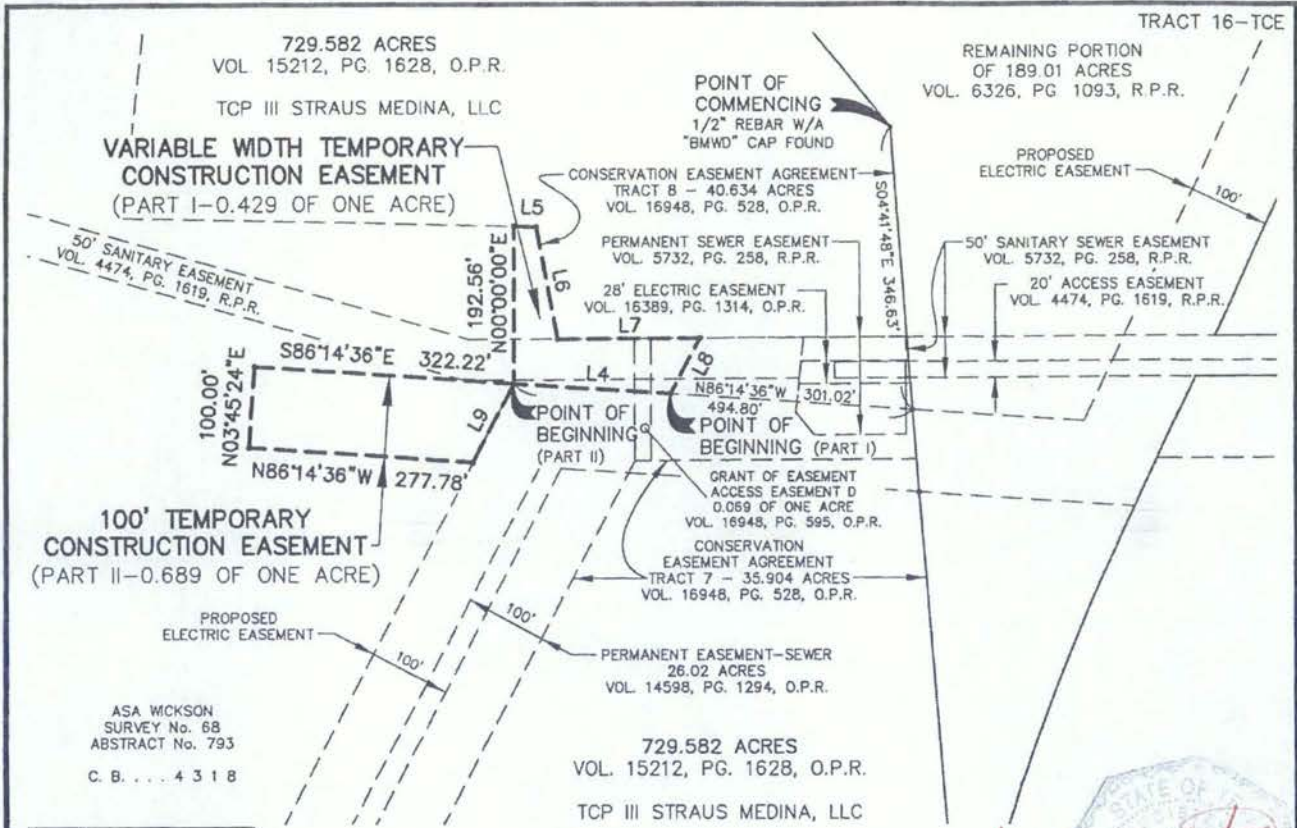 TRACT 16-TCE
729.582 ACRES
VOL. 15212, PG. 1628, O.P.R.
TCP III STRAUS MEDINA, LLC
REMAINING PORTION
OF 189.01 ACRES
VOL. 6326, PG 1093, R.P.R.
POINT OF
COMMENCING
1/2" REBAR W/A
"BMWD" CAP FOUND
VARIABLE WIDTH TEMPORARY
CONSTRUCTION EASEMENT
(PART I-0.429 OF ONE ACRE)
PROPOSED
ELECTRIC EASEMENT
100'
CONSERVATION EASEMENT AGREEMENT
TRACT 8 - 40.634 ACRES
VOL. 16948, PG. 528, O.P.R.
L5
S04°41'48"E 346.63'
50' SANITARY EASEMENT
VOL. 4474, PG. 1619, R.P.R.
192.56'
N00°00'00"E
L6
PERMANENT SEWER EASEMENT
VOL. 5732, PG. 258, R.P.R.
50' SANITARY SEWER EASEMENT
VOL. 5732, PG. 258, R.P.R.
28' ELECTRIC EASEMENT
VOL. 16389, PG. 1314, O.P.R.
20' ACCESS EASEMENT
VOL. 4474, PG. 1619, R.P.R.
L7
L8
S86°14'36"E 322.22'
L4
N86°14'36"W
494.80'
301.02'
100.00'
N03°45'24"E
L9
POINT OF
BEGINNING
(PART II)
POINT OF
BEGINNING (PART I)
N86°14'36"W 277.78'
GRANT OF EASEMENT
ACCESS EASEMENT D
0.069 OF ONE ACRE
VOL. 16948, PG. 595, O.P.R.
100' TEMPORARY
CONSTRUCTION EASEMENT
(PART II-0.689 OF ONE ACRE)
CONSERVATION
EASEMENT AGREEMENT
TRACT 7 - 35.904 ACRES
VOL. 16948, PG. 528, O.P.R.
PROPOSED
ELECTRIC EASEMENT
100'
100'
PERMANENT EASEMENT-SEWER
26.02 ACRES
VOL. 14598, PG. 1294, O.P.R.
ASA WICKSON
SURVEY No. 68
ABSTRACT No. 793
C. B. . . . 4 3 1 8
729.582 ACRES
VOL. 15212, PG. 1628, O.P.R.
TCP III STRAUS MEDINA, LLC
STATE OF